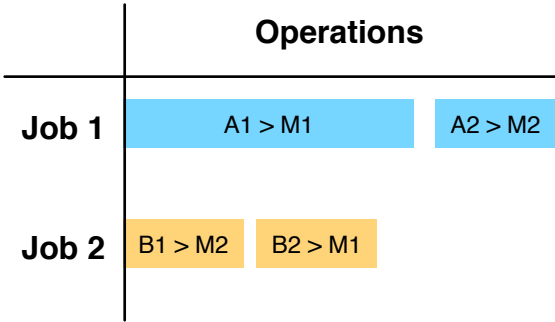 Operations
Job 1
A1 > M1
A2 > M2
Job 2
B1 > M2
B2 > M1